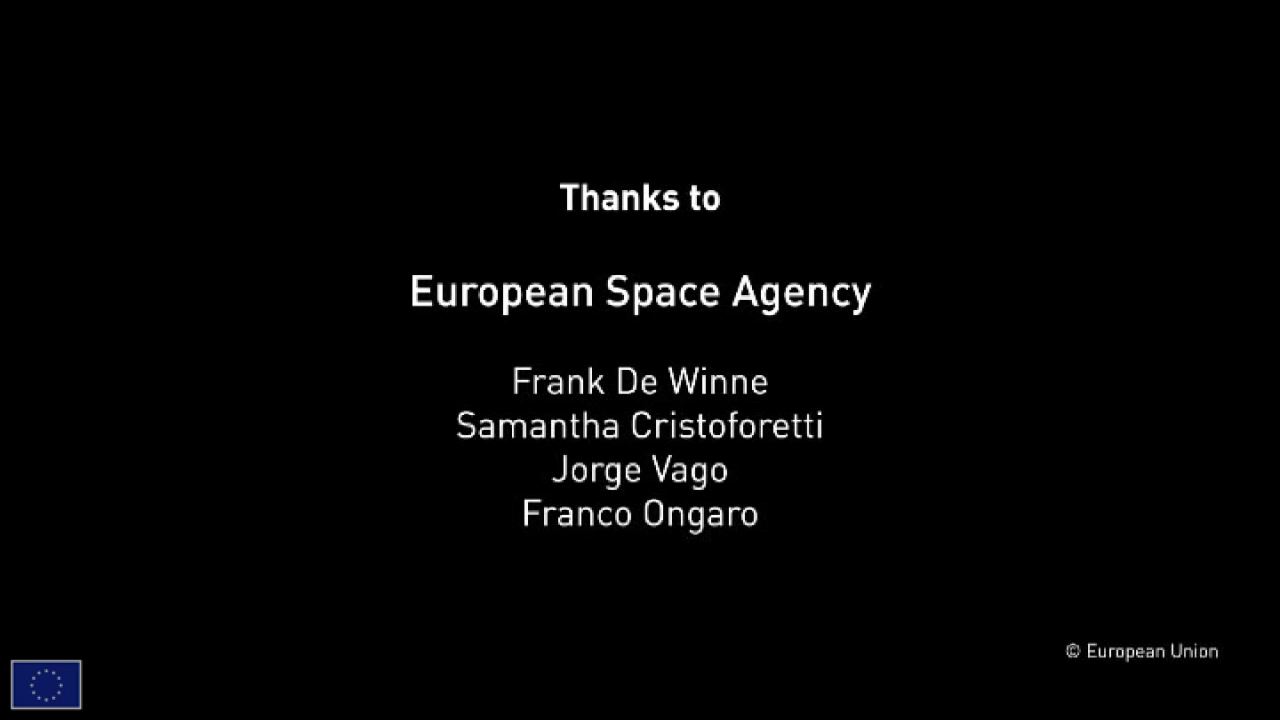 Thanks to
European Space Agency
Frank De Winne
Samantha Cristoforetti
Jorge Vago
Franco Ongaro
© European Union